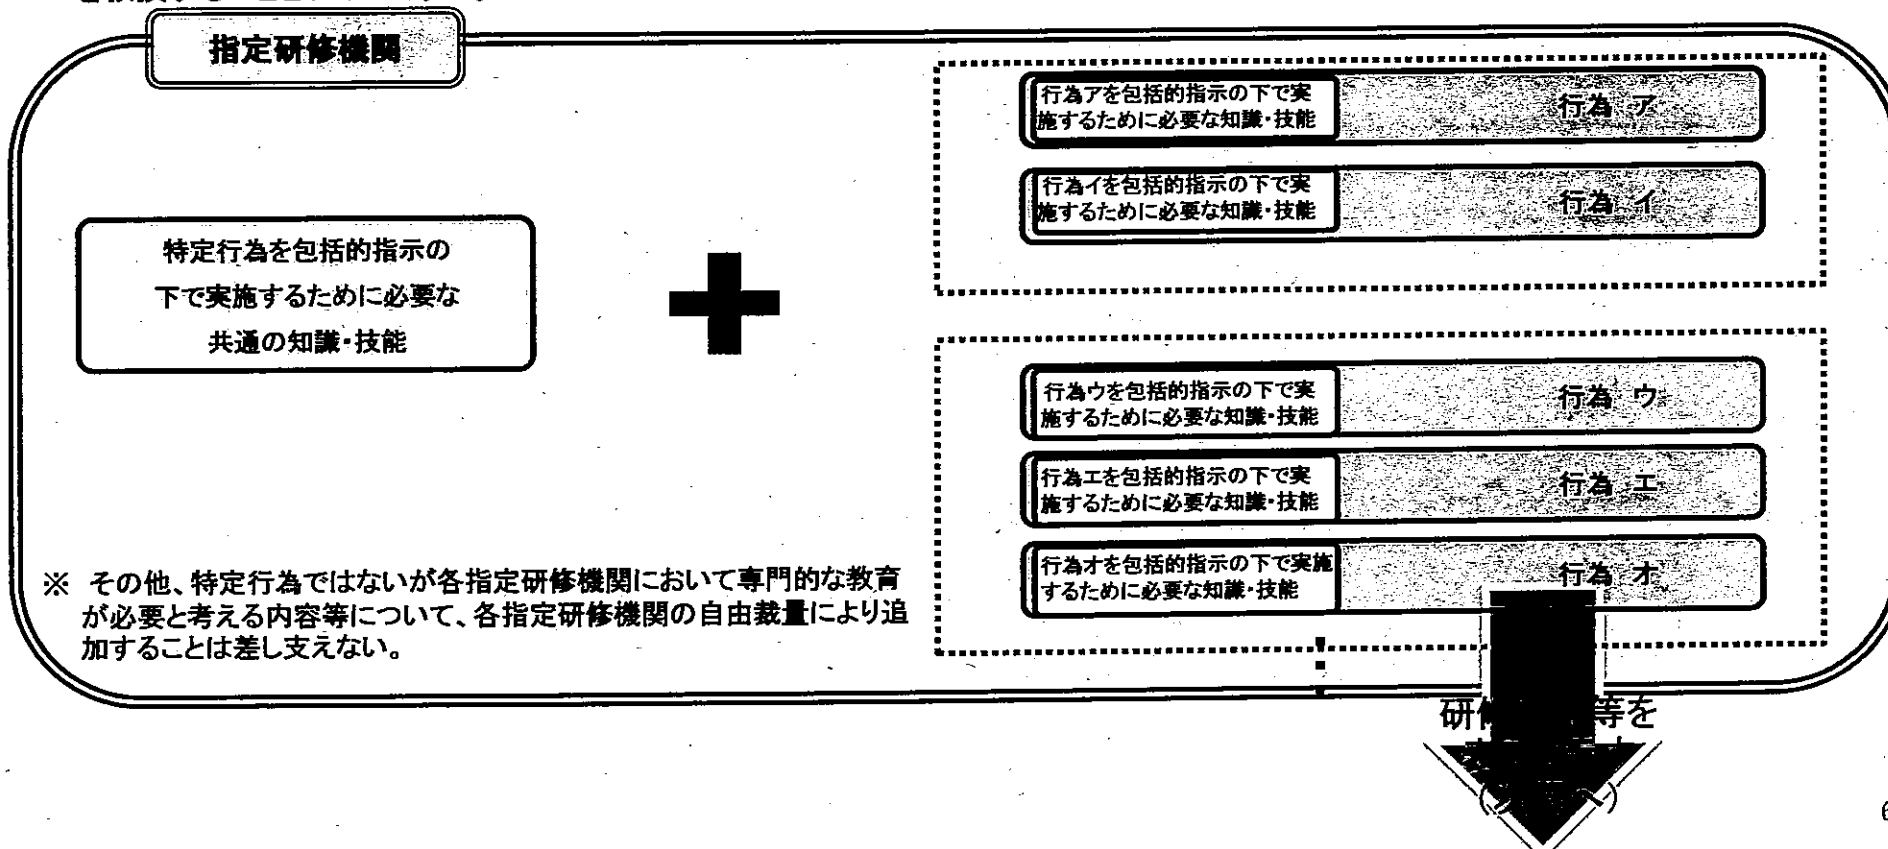 指定研修機関
行為アを包括的指示の下で実
施するために必要な知識・技能
行為 ア
行為イを包括的指示の下で実
施するために必要な知識・技能
行為 イ
特定行為を包括的指示の
下で実施するために必要な
共通の知識・技能
行為ウを包括的指示の下で実
施するために必要な知識・技能
行為 ウ
行為エを包括的指示の下で実
施するために必要な知識・技能
行為 エ
行為オを包括的指示の下で実施
するために必要な知識・技能
行為 オ
※ その他、特定行為ではないが各指定研修機関において専門的な教育
が必要と考える内容等について、各指定研修機関の自由裁量により追
加することは差し支えない。
等を